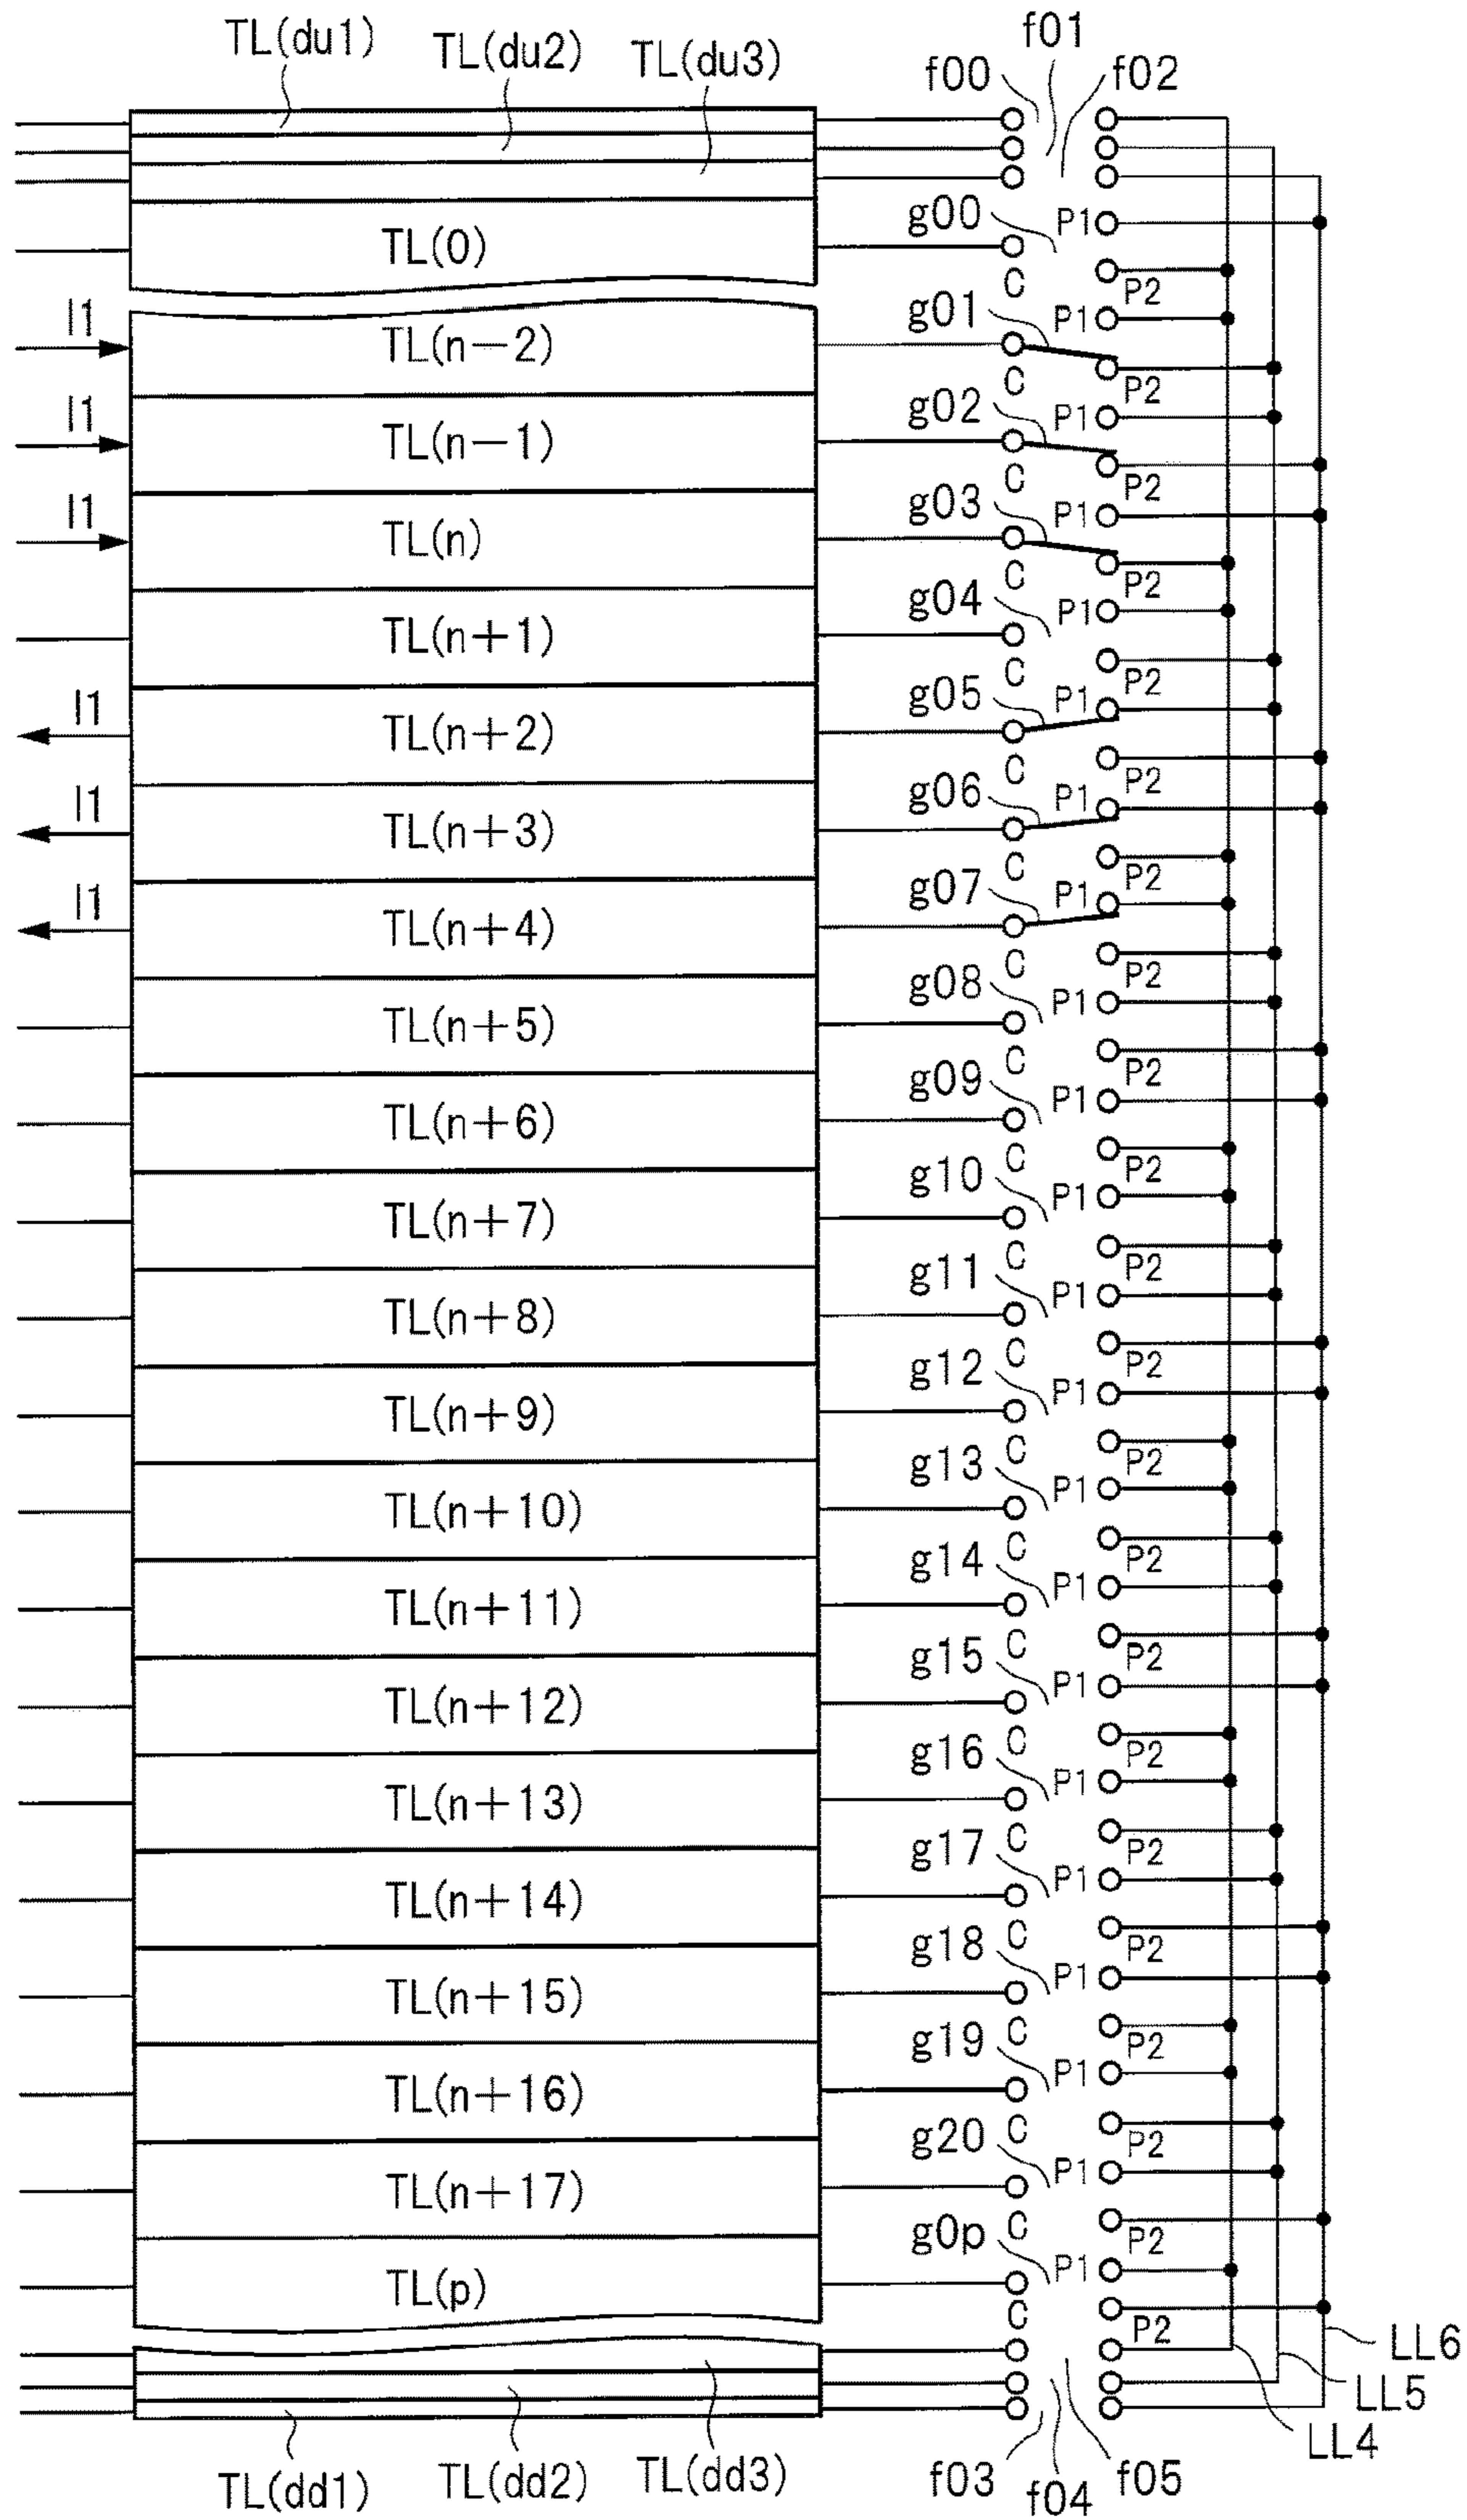 TL(du1) TL(du2) TL(du3) f00 f01 f02
TL(0) g00 P1 C P2
I1 TL(n−2) g01 P1 C P2
I1 TL(n−1) g02 P1 C P2
I1 TL(n) g03 P1 C P2
TL(n+1) g04 P1 C P2
I1 TL(n+2) g05 P1 C P2
I1 TL(n+3) g06 P1 C P2
I1 TL(n+4) g07 P1 C P2
TL(n+5) g08 P1 C P2
TL(n+6) g09 P1 C P2
TL(n+7) g10 P1 C P2
TL(n+8) g11 P1 C P2
TL(n+9) g12 P1 C P2
TL(n+10) g13 P1 C P2
TL(n+11) g14 P1 C P2
TL(n+12) g15 P1 C P2
TL(n+13) g16 P1 C P2
TL(n+14) g17 P1 C P2
TL(n+15) g18 P1 C P2
TL(n+16) g19 P1 C P2
TL(n+17) g20 P1 C P2
TL(p) g0p P1 C P2
TL(dd1) TL(dd2) TL(dd3) f03 f04 f05 LL4 LL5 LL6